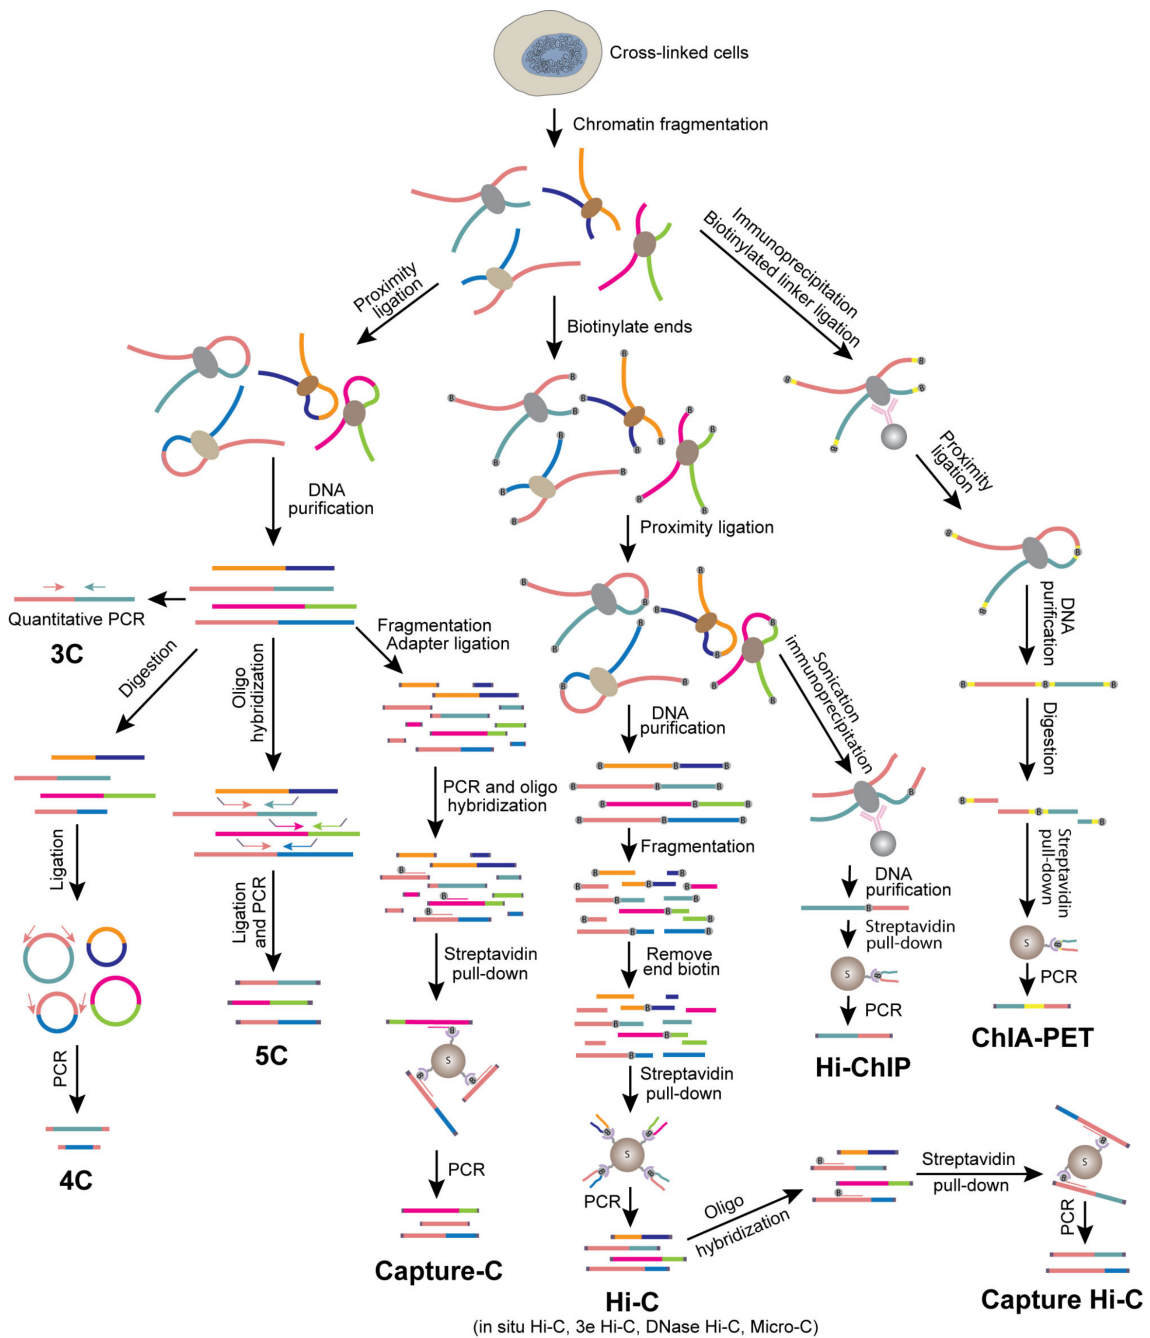 Cross-linked cells
Chromatin fragmentation
Proximity
ligation
Biotinylate ends
Immunoprecipitation
Biotinylated linker ligation
B B B B B B B B B B B B B B B B
DNA
purification
Proximity ligation
Proximity
ligation
Quantitative PCR
3C
Digestion
Oligo
hybridization
Fragmentation
Adapter ligation
DNA
purification
Sonication
immunoprecipitation
DNA
purification
Digestion
PCR and oligo
hybridization
Fragmentation
Ligation
Ligation
and PCR
Streptavidin
pull-down
Remove
end biotin
DNA
purification
Streptavidin
pull-down
S
PCR
Hi-ChIP
Streptavidin
pull-down
S
PCR
ChIA-PET
5C
PCR
4C
S
PCR
Capture-C
Streptavidin
pull-down
S
PCR
Hi-C
(in situ Hi-C, 3e Hi-C, DNase Hi-C, Micro-C)
Oligo
hybridization
Streptavidin
pull-down
S
PCR
Capture Hi-C